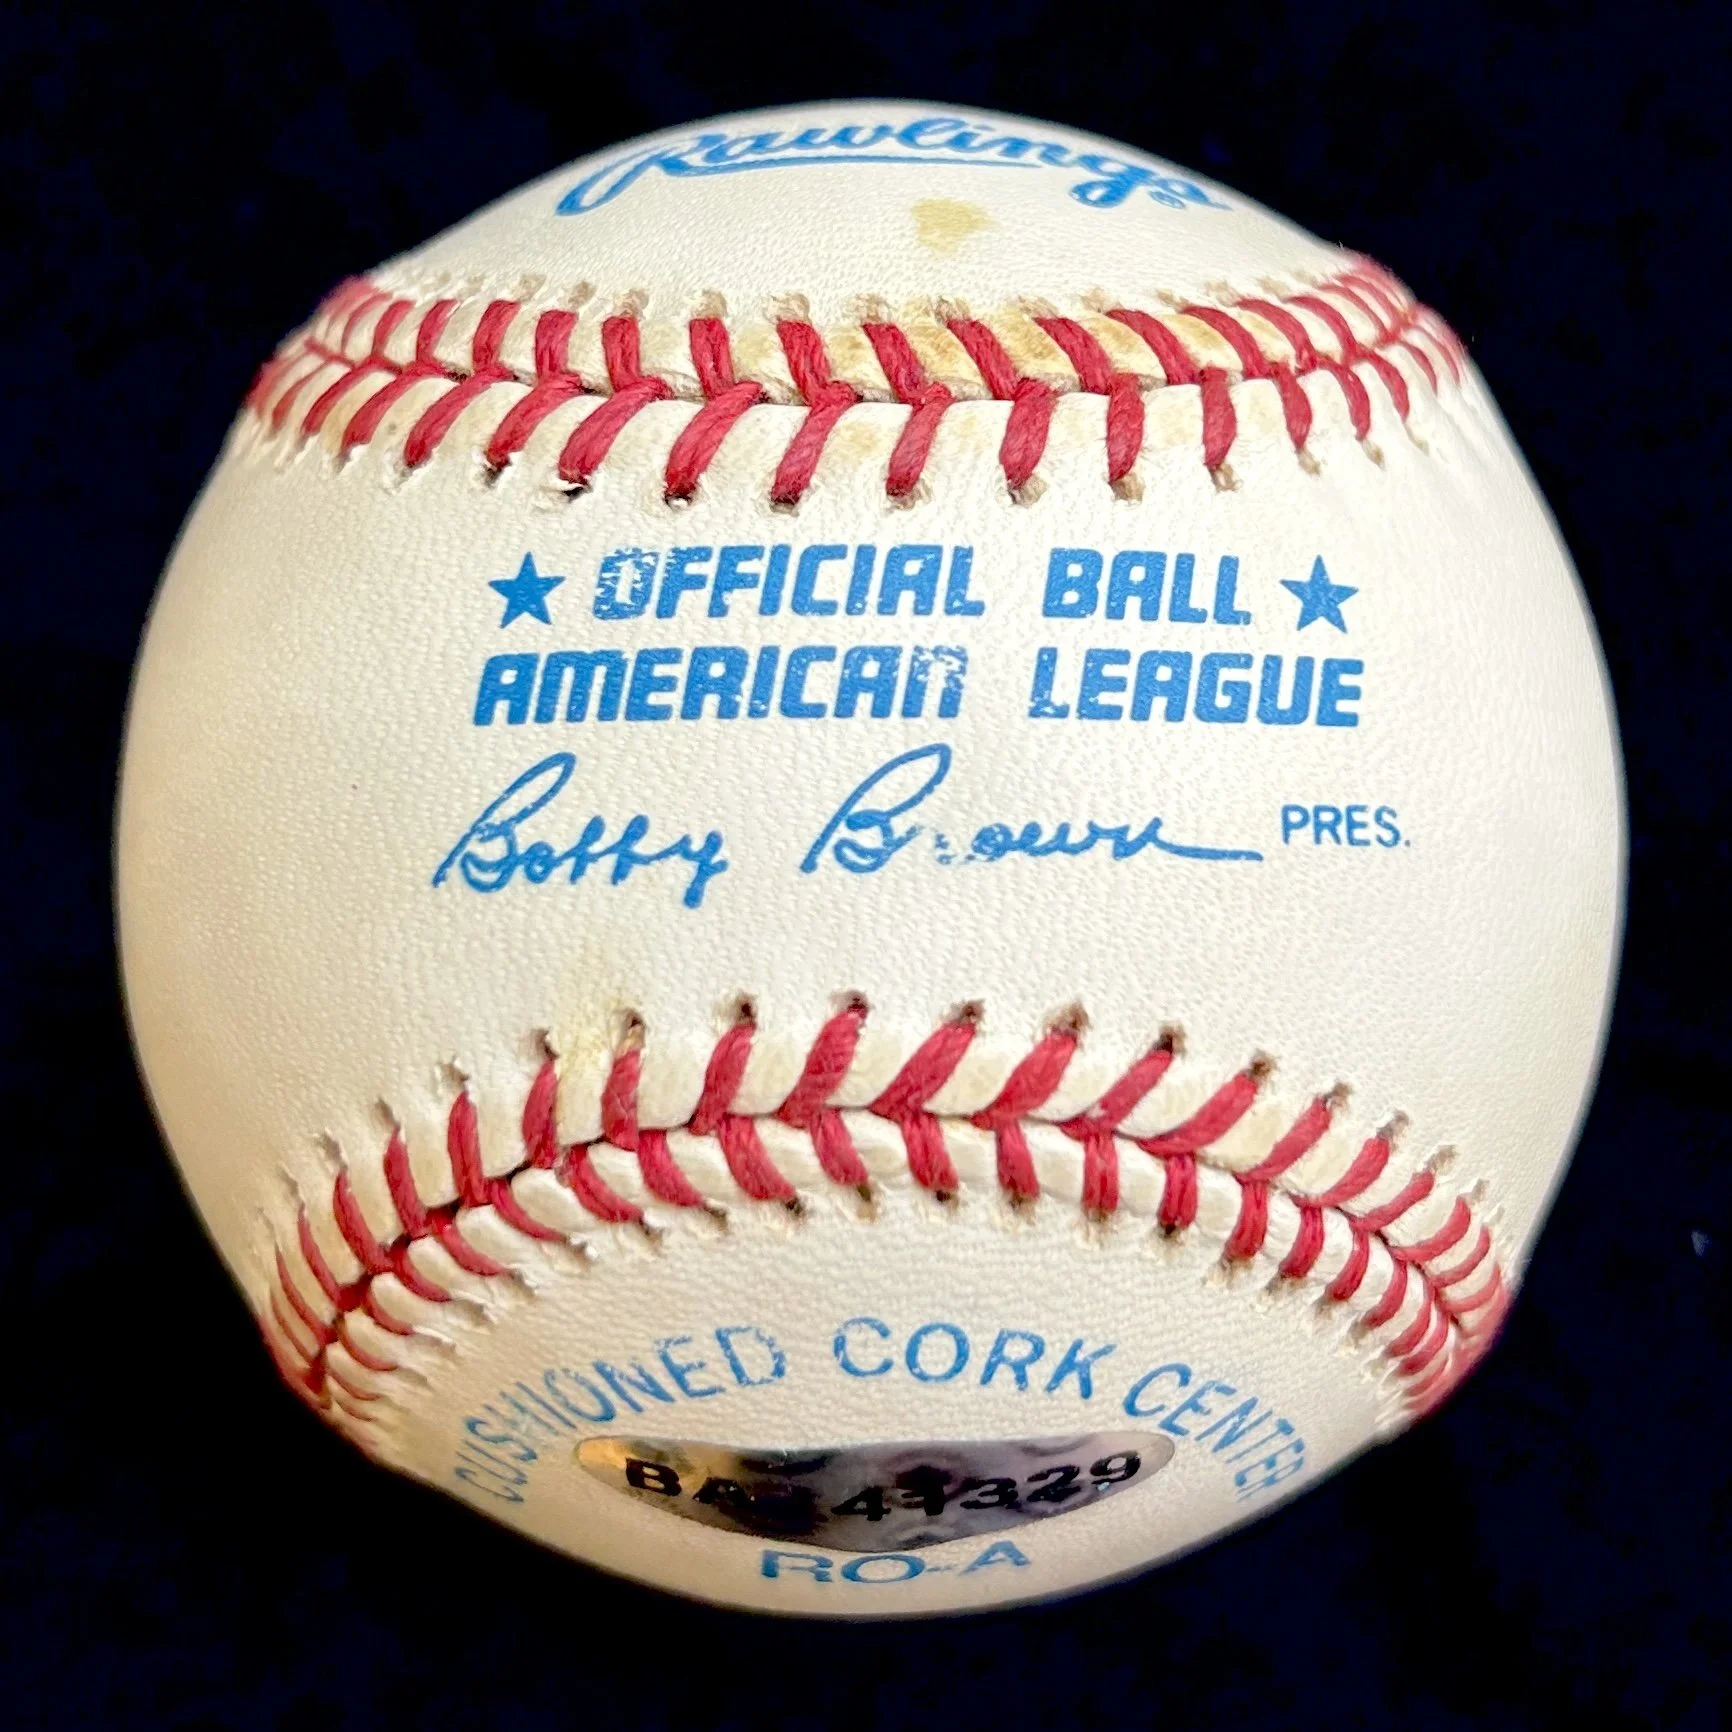 Rawlings®
★ OFFICIAL BALL ★
AMERICAN LEAGUE
Bobby Brown PRES.
CUSHIONED CORK CENTER
RO-A